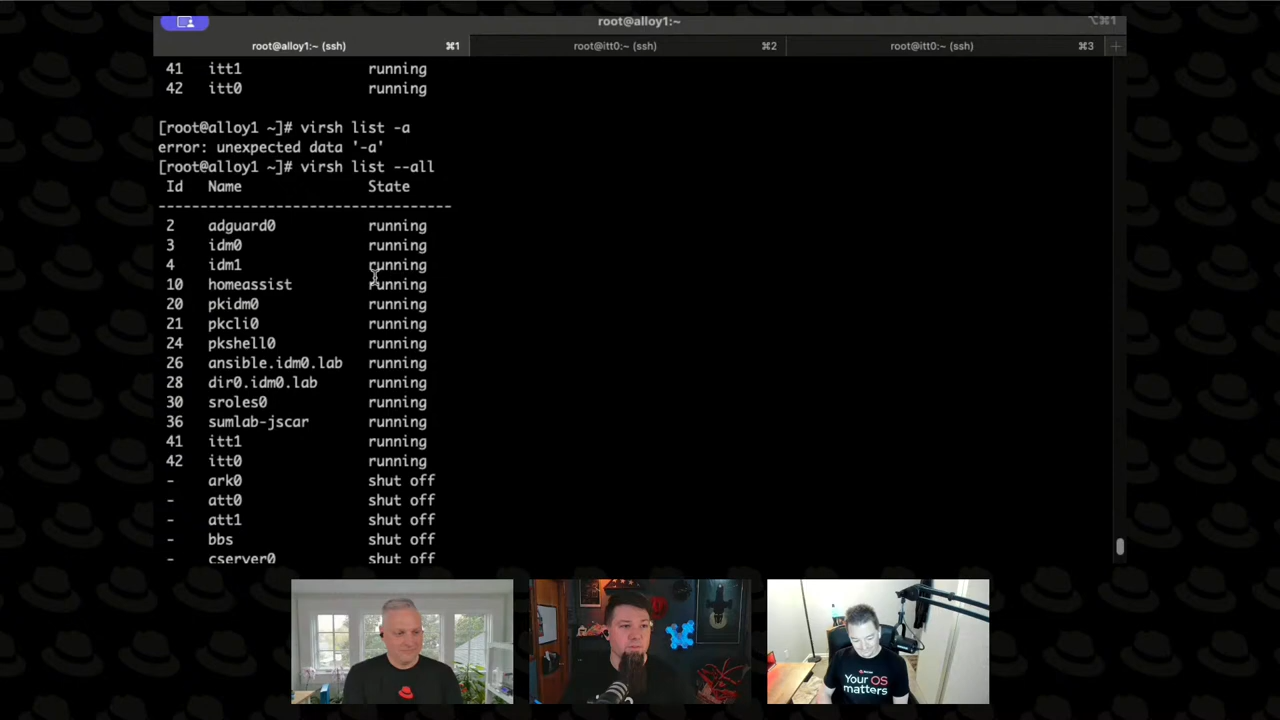 root@alloy1:~
⌥⌘1
root@alloy1:~ (ssh) ⌘1 root@itt0:~ (ssh) ⌘2 root@itt0:~ (ssh) ⌘3 +
41 itt1 running
42 itt0 running
[root@alloy1 ~]# virsh list -a
error: unexpected data '-a'
[root@alloy1 ~]# virsh list --all
Id Name State
-----------------------------------
2 adguard0 running
3 idm0 running
4 idm1 running
10 homeassist running
20 pkidm0 running
21 pkcli0 running
24 pkshell0 running
26 ansible.idm0.lab running
28 dir0.idm0.lab running
30 sroles0 running
36 sumlab-jscar running
41 itt1 running
42 itt0 running
- ark0 shut off
- att0 shut off
- att1 shut off
- bbs shut off
- cserver0 shut off
Your OS
matters